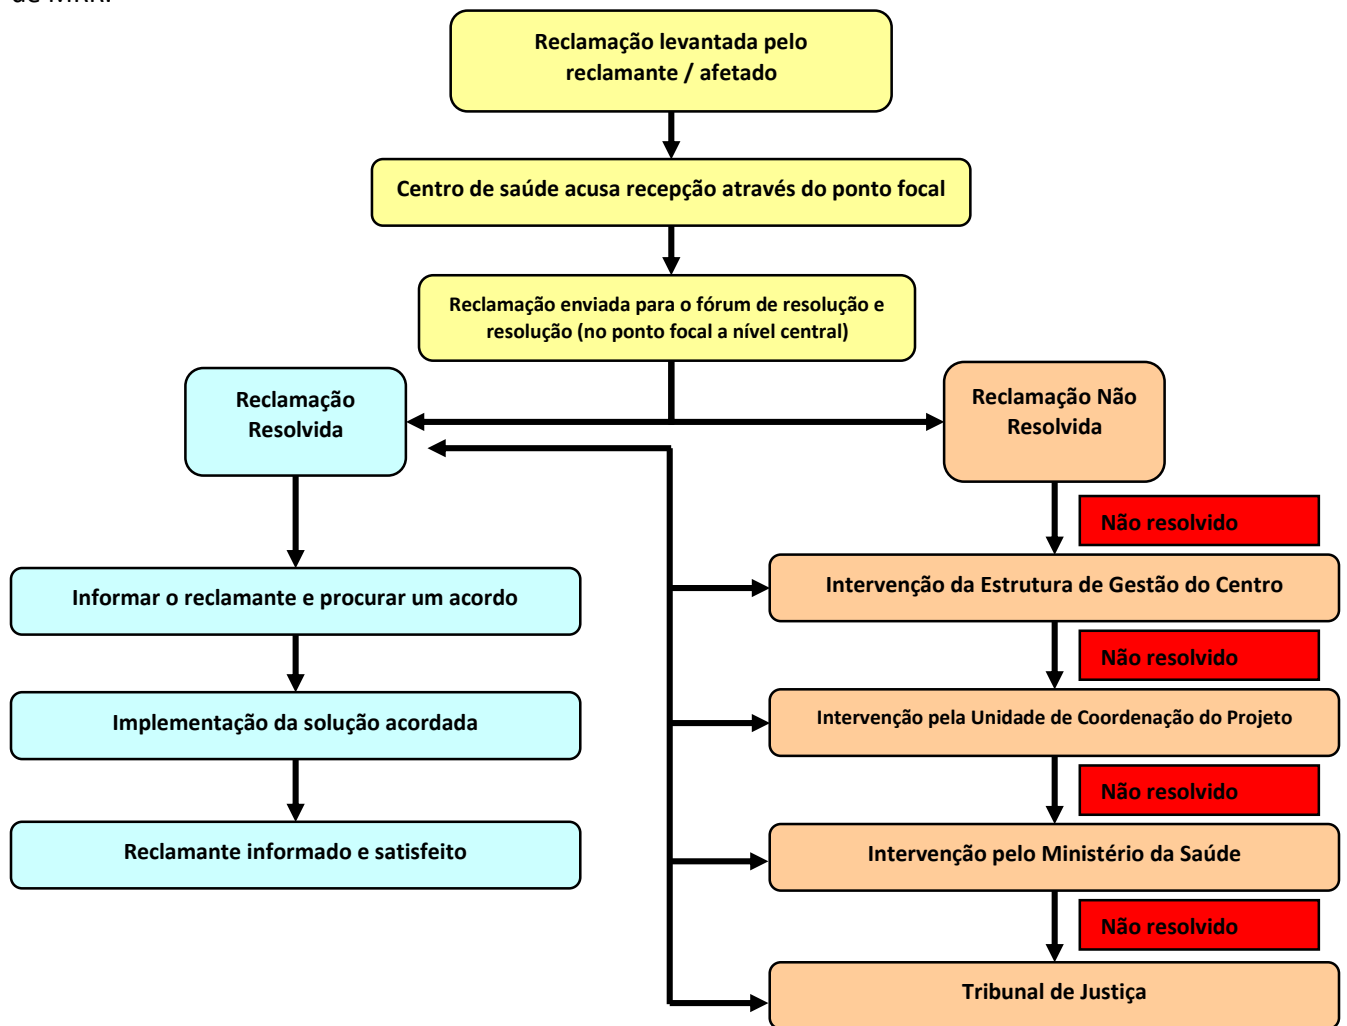 de MRR.
Reclamação levantada pelo
reclamante / afetado
Centro de saúde acusa recepção através do ponto focal
Reclamação enviada para o fórum de resolução e
resolução (no ponto focal a nível central)
Reclamação
Resolvida
Reclamação Não
Resolvida
Não resolvido
Informar o reclamante e procurar um acordo
Intervenção da Estrutura de Gestão do Centro
Não resolvido
Implementação da solução acordada
Intervenção pela Unidade de Coordenação do Projeto
Não resolvido
Reclamante informado e satisfeito
Intervenção pelo Ministério da Saúde
Não resolvido
Tribunal de Justiça